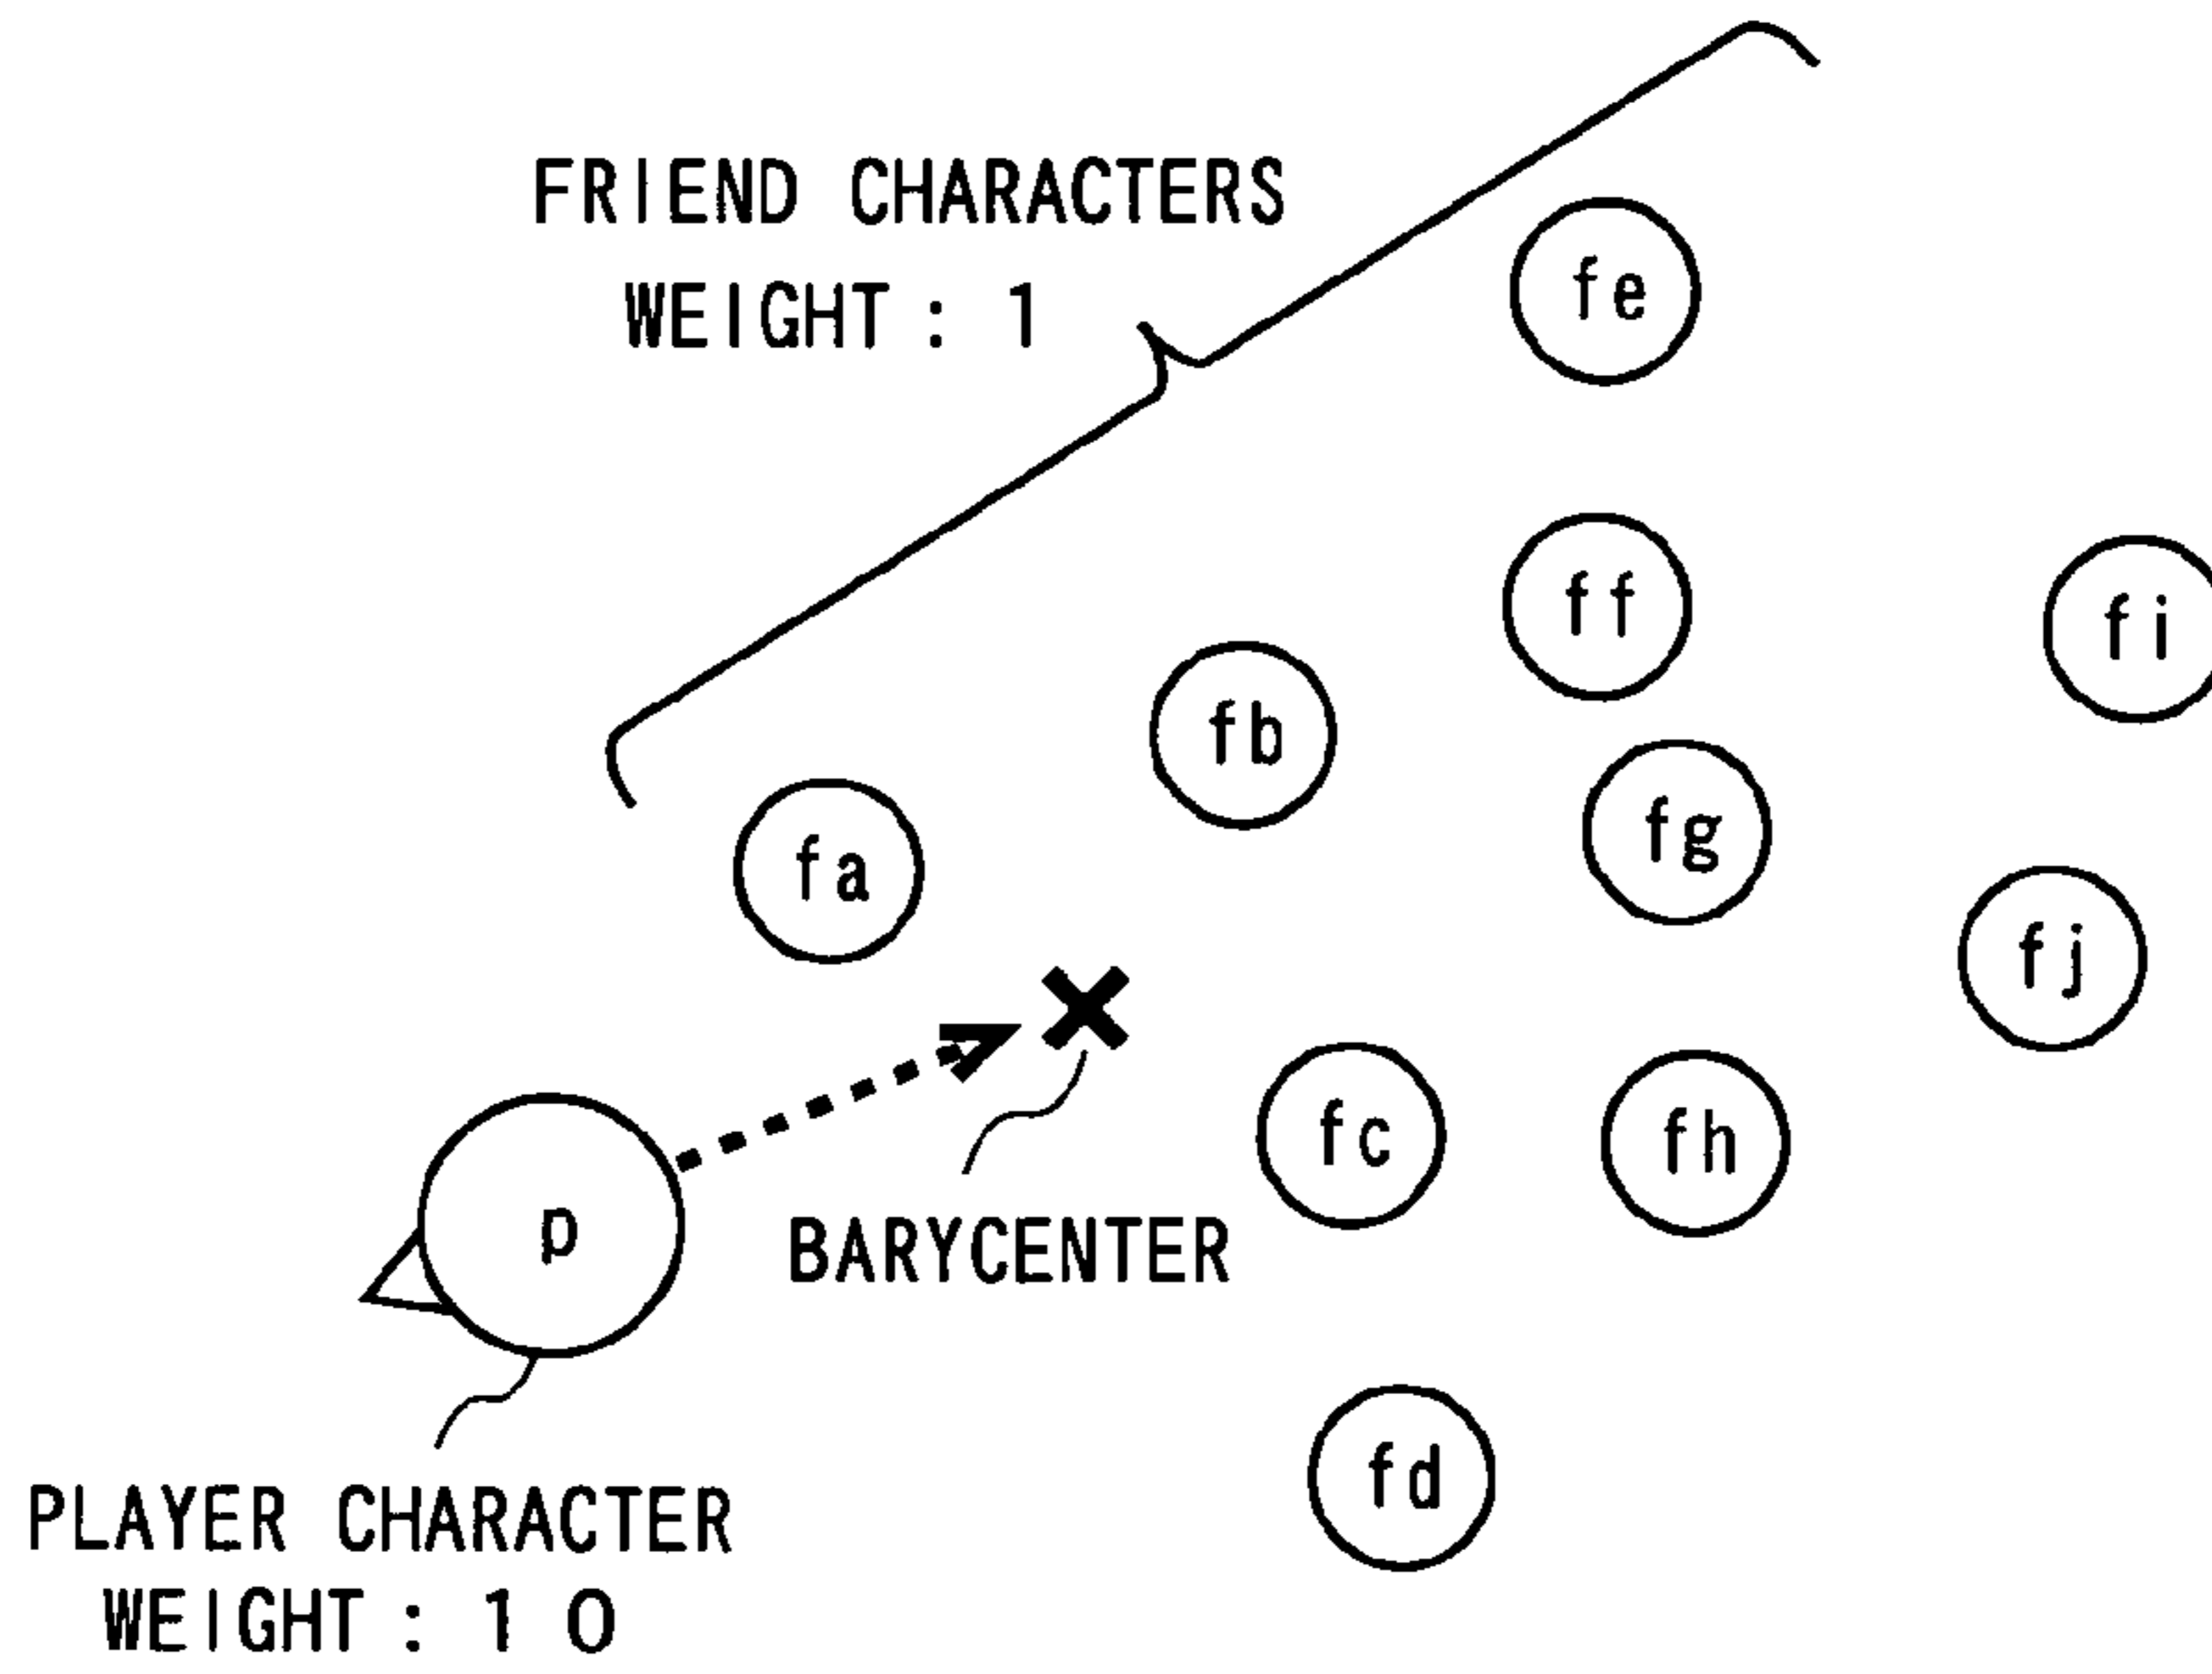 FRIEND CHARACTERS
WEIGHT : 1
fe
ff
fi
fb
fg
fa
fj
fc
fh
p
BARYCENTER
fd
PLAYER CHARACTER
WEIGHT : 10